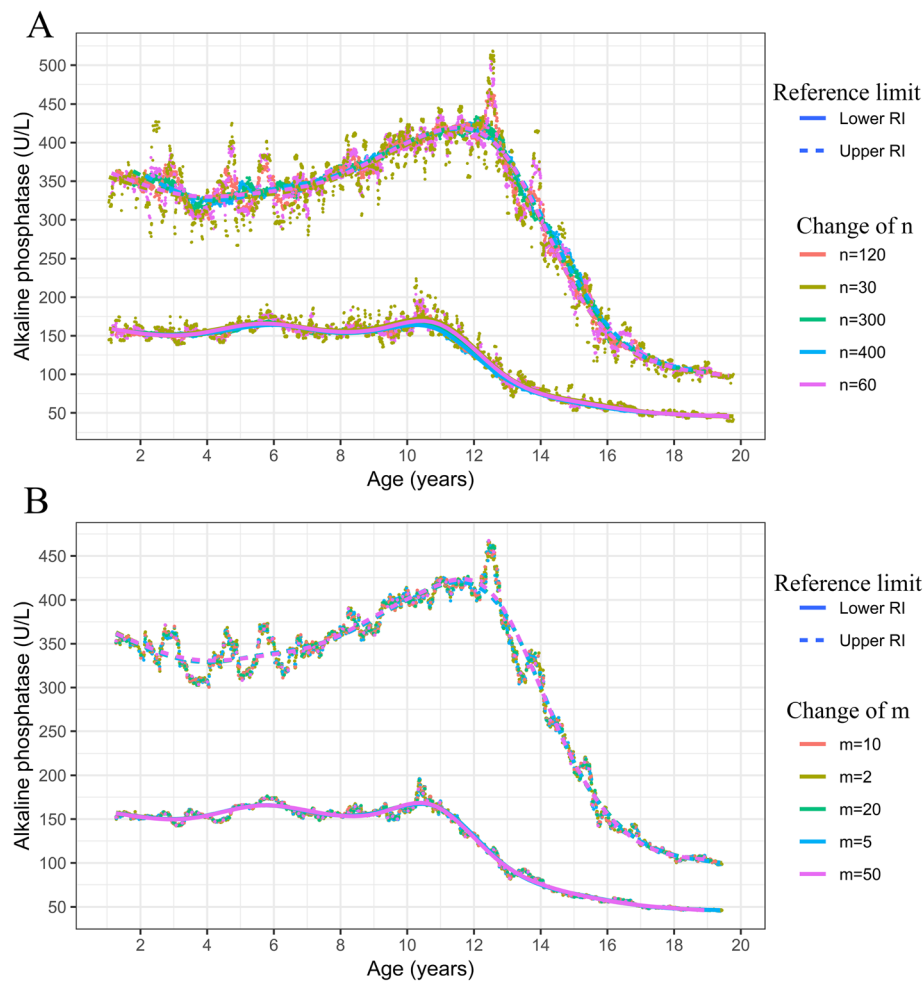 A
Alkaline phosphatase (U/L)
500
450
400
350
300
250
200
150
100
50
2 4 6 8 10 12 14 16 18 20
Age (years)
Reference limit
Lower RI
Upper RI
Change of n
n=120
n=30
n=300
n=400
n=60
B
Alkaline phosphatase (U/L)
450
400
350
300
250
200
150
100
50
2 4 6 8 10 12 14 16 18 20
Age (years)
Reference limit
Lower RI
Upper RI
Change of m
m=10
m=2
m=20
m=5
m=50